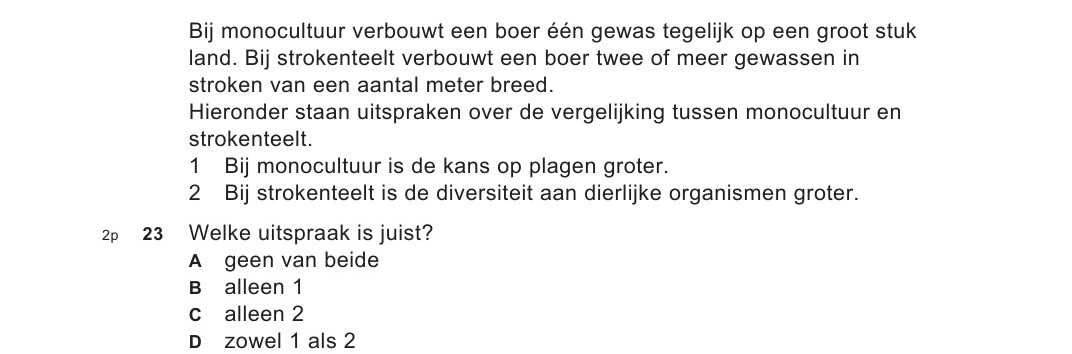 Bij monocultuur verbouwt een boer één gewas tegelijk op een groot stuk
land. Bij strokenteelt verbouwt een boer twee of meer gewassen in
stroken van een aantal meter breed.
Hieronder staan uitspraken over de vergelijking tussen monocultuur en
strokenteelt.
1 Bij monocultuur is de kans op plagen groter.
2 Bij strokenteelt is de diversiteit aan dierlijke organismen groter.
2p 23 Welke uitspraak is juist?
A geen van beide
B alleen 1
C alleen 2
D zowel 1 als 2